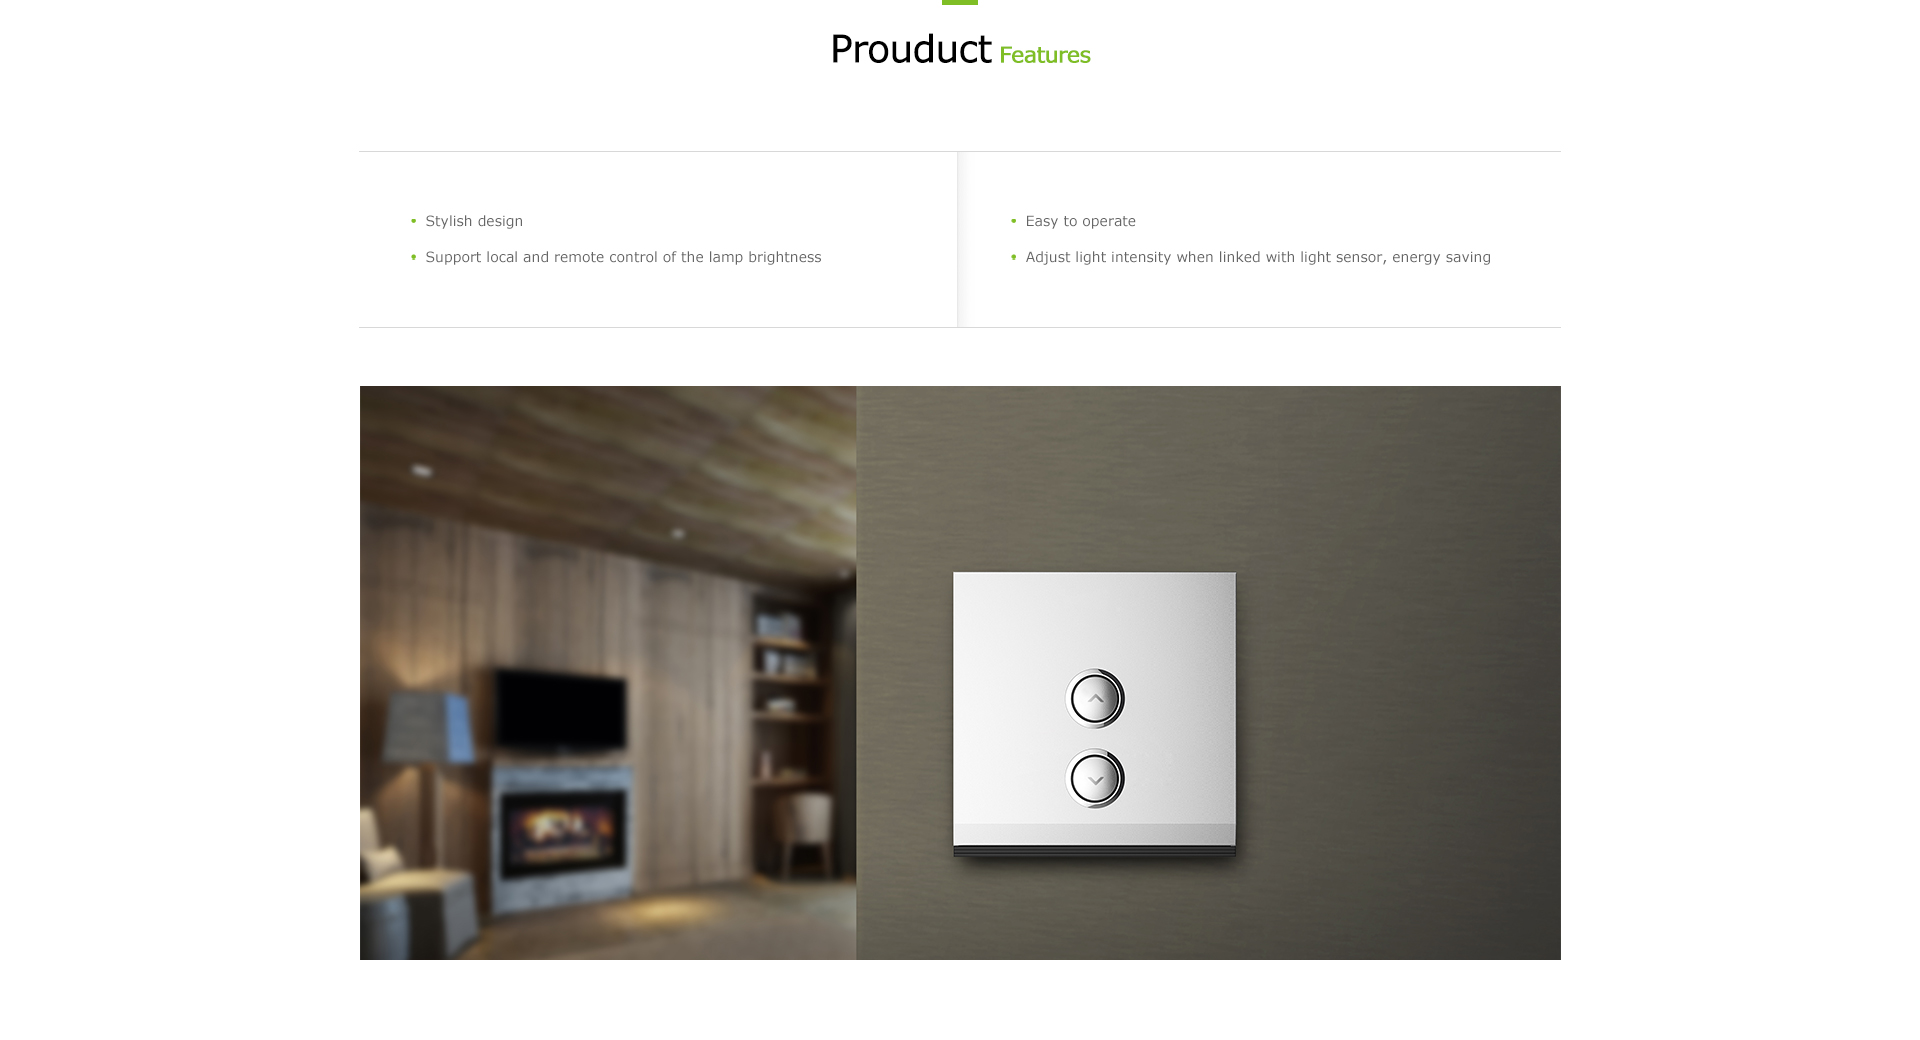 Prouduct Features
Stylish design
Support local and remote control of the lamp brightness
Easy to operate
Adjust light intensity when linked with light sensor, energy saving